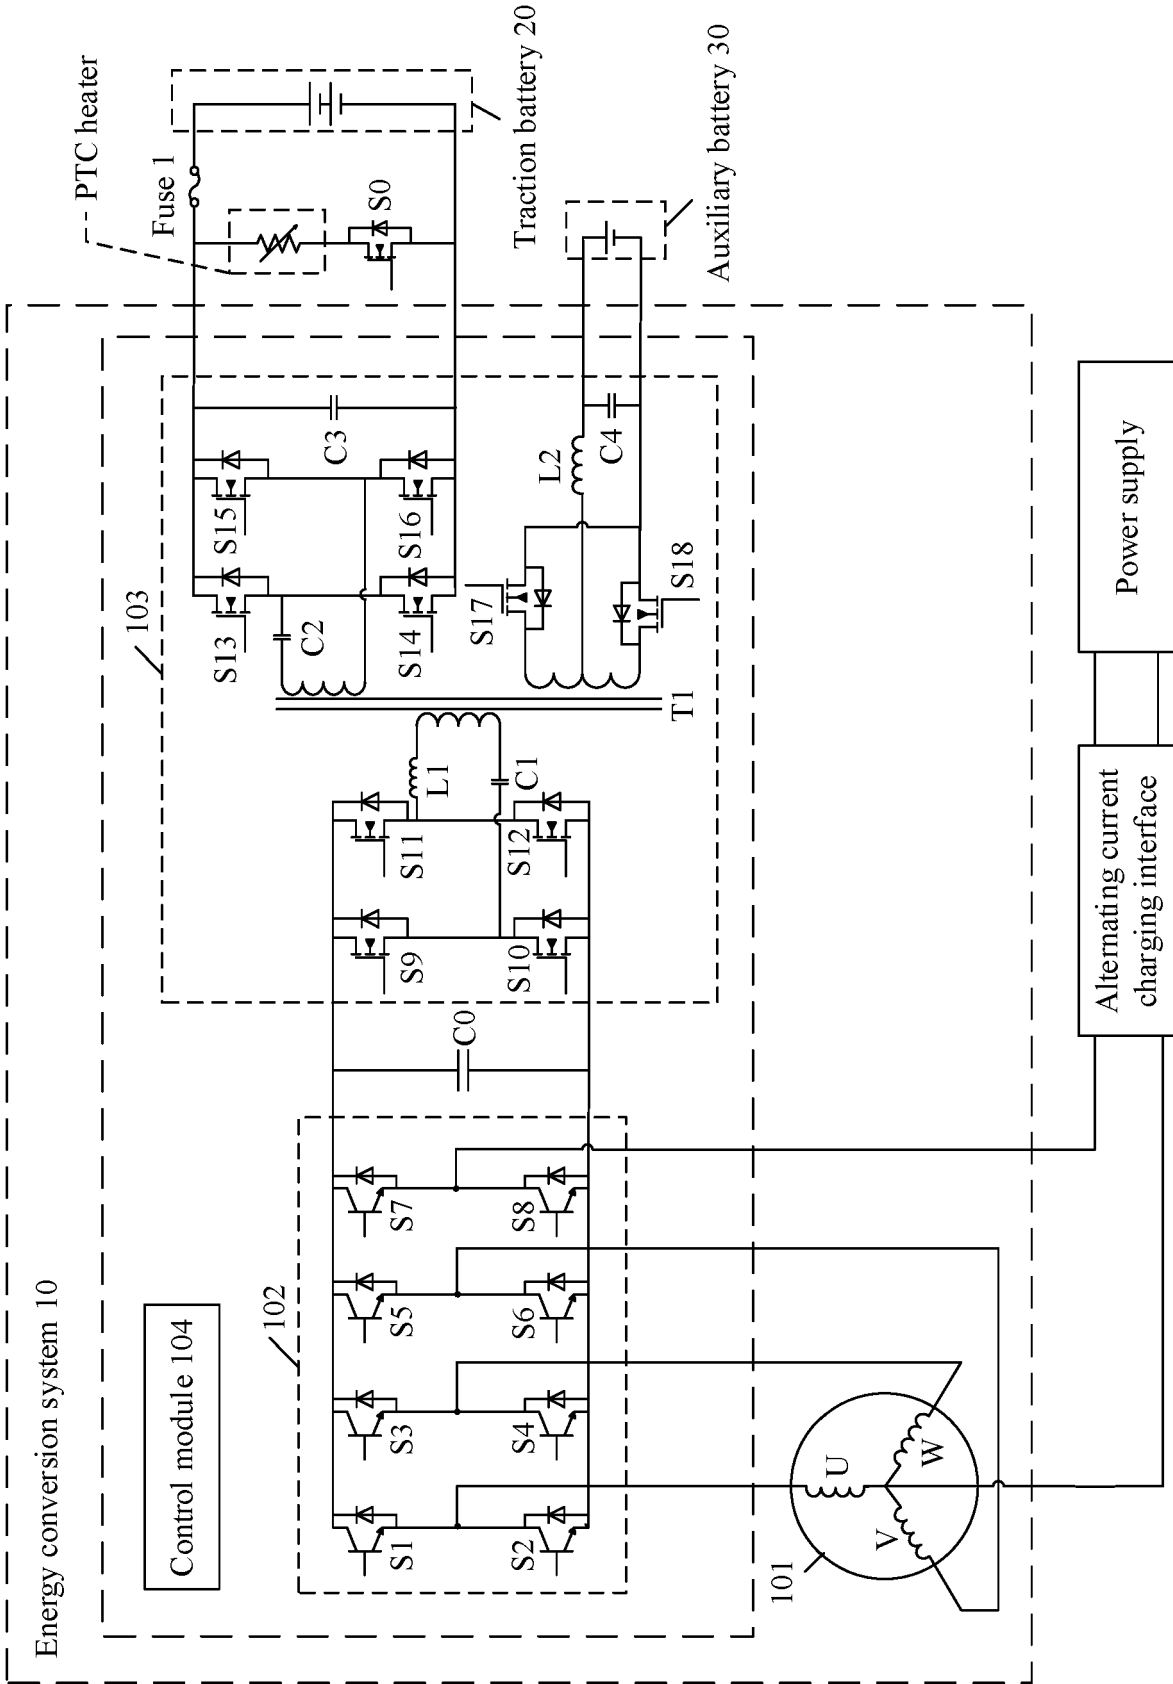 Energy conversion system 10
Control module 104
102
103
S1
S2
S3
S4
S5
S6
S7
S8
C0
S9
S10
S11
S12
L1
C1
T1
S13
S14
S15
S16
C2
C3
S17
S18
L2
C4
PTC heater
Fuse 1
S0
Traction battery 20
Auxiliary battery 30
101
U
V
W
Alternating current
charging interface
Power supply